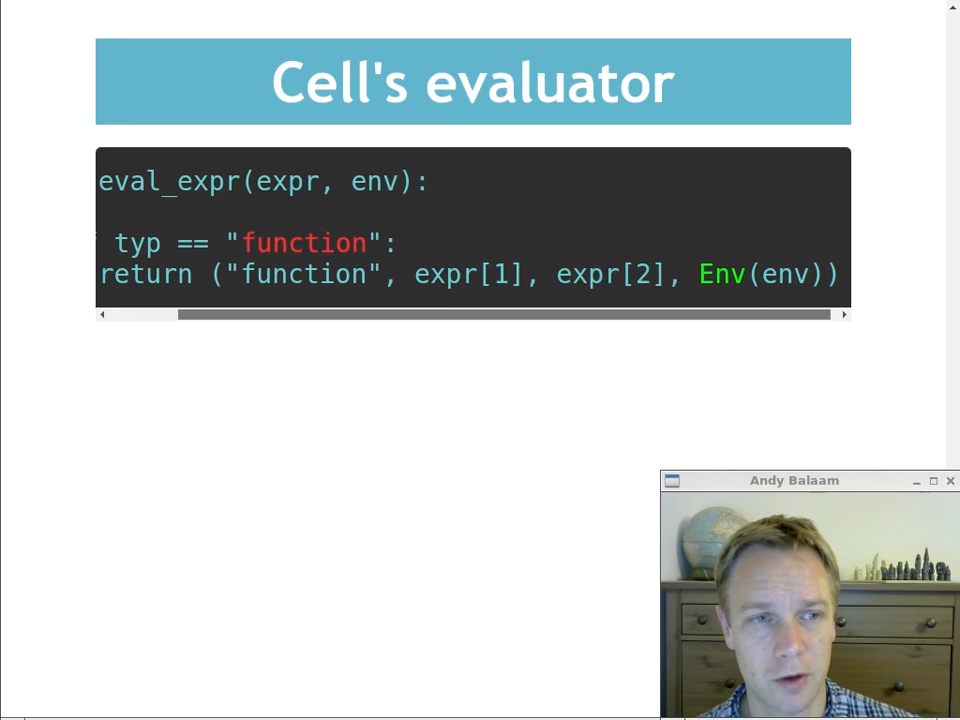 Cell's evaluator
eval_expr(expr, env):
typ == "function":
return ("function", expr[1], expr[2], Env(env))
Andy Balaam